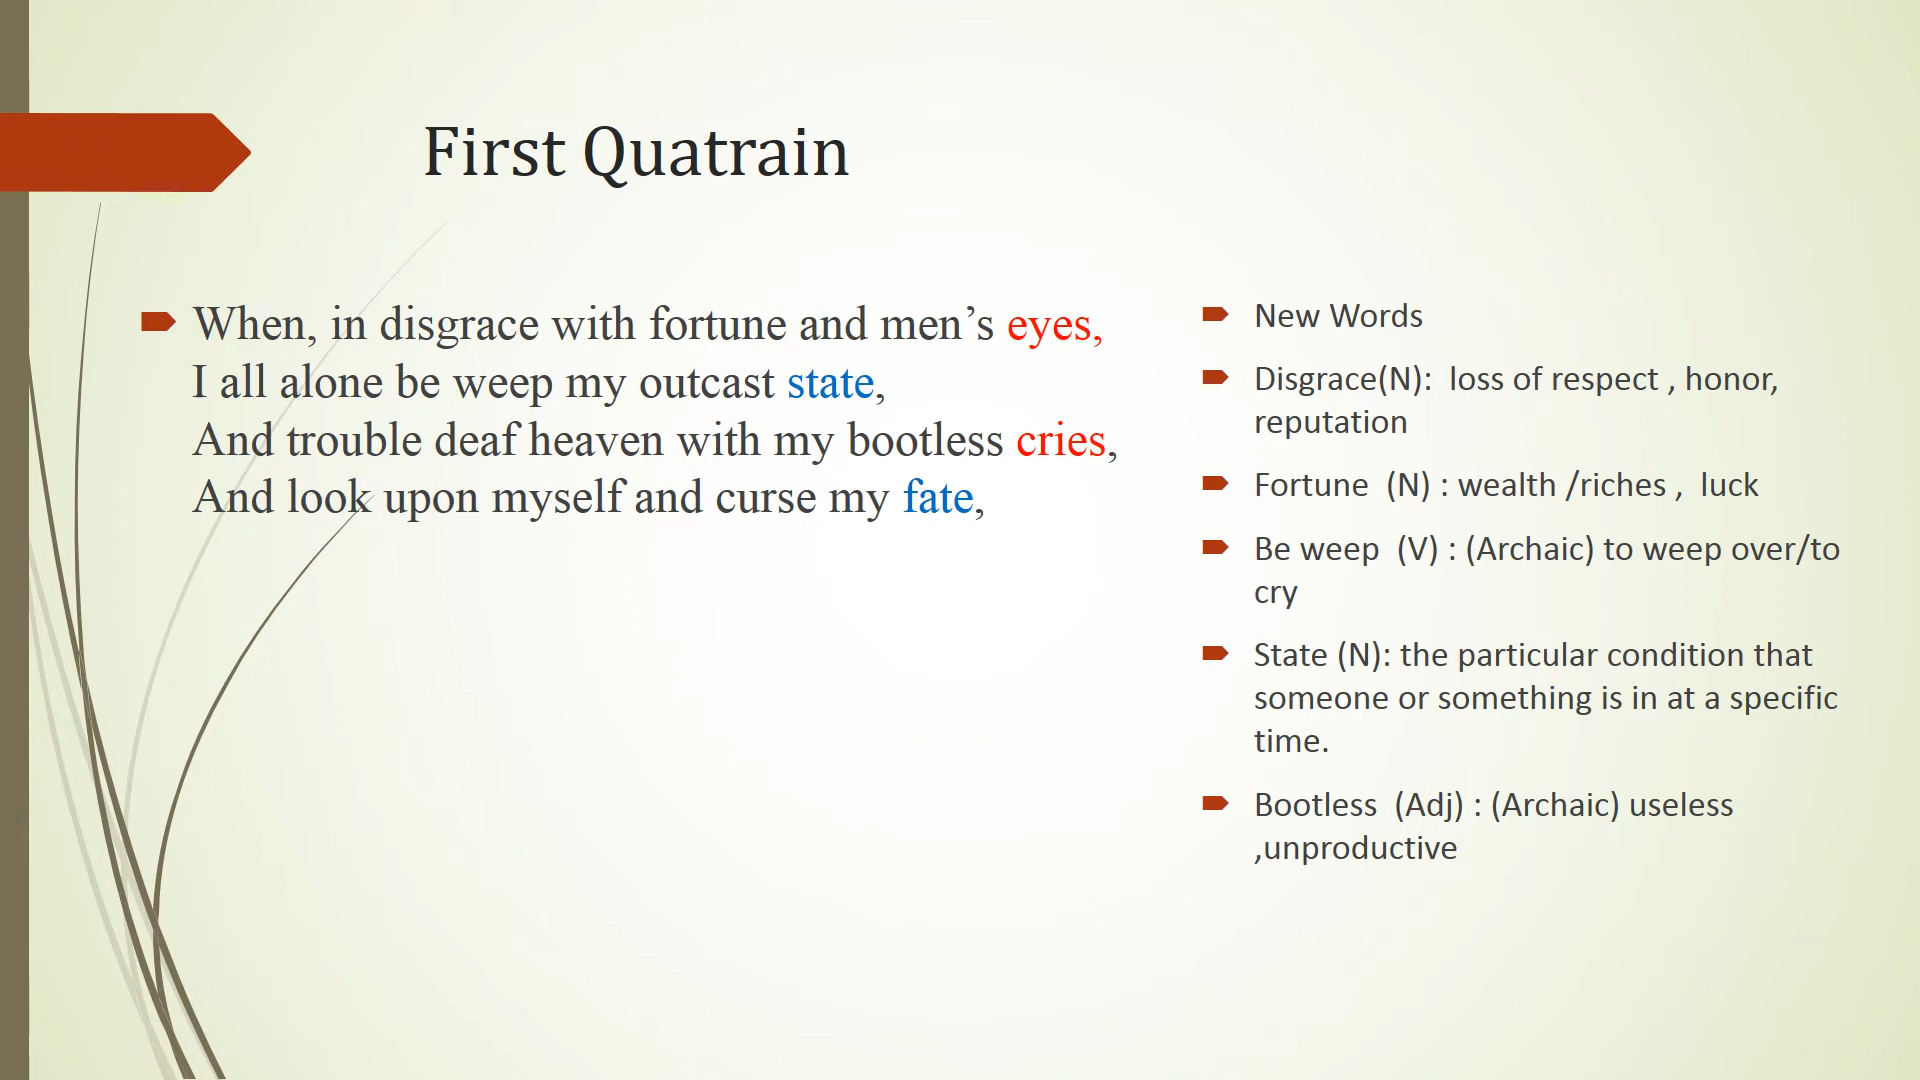 First Quatrain
When, in disgrace with fortune and men’s eyes,
I all alone be weep my outcast state,
And trouble deaf heaven with my bootless cries,
And look upon myself and curse my fate,
New Words
Disgrace(N): loss of respect , honor,
reputation
Fortune (N) : wealth /riches , luck
Be weep (V) : (Archaic) to weep over/to
cry
State (N): the particular condition that
someone or something is in at a specific
time.
Bootless (Adj) : (Archaic) useless
,unproductive